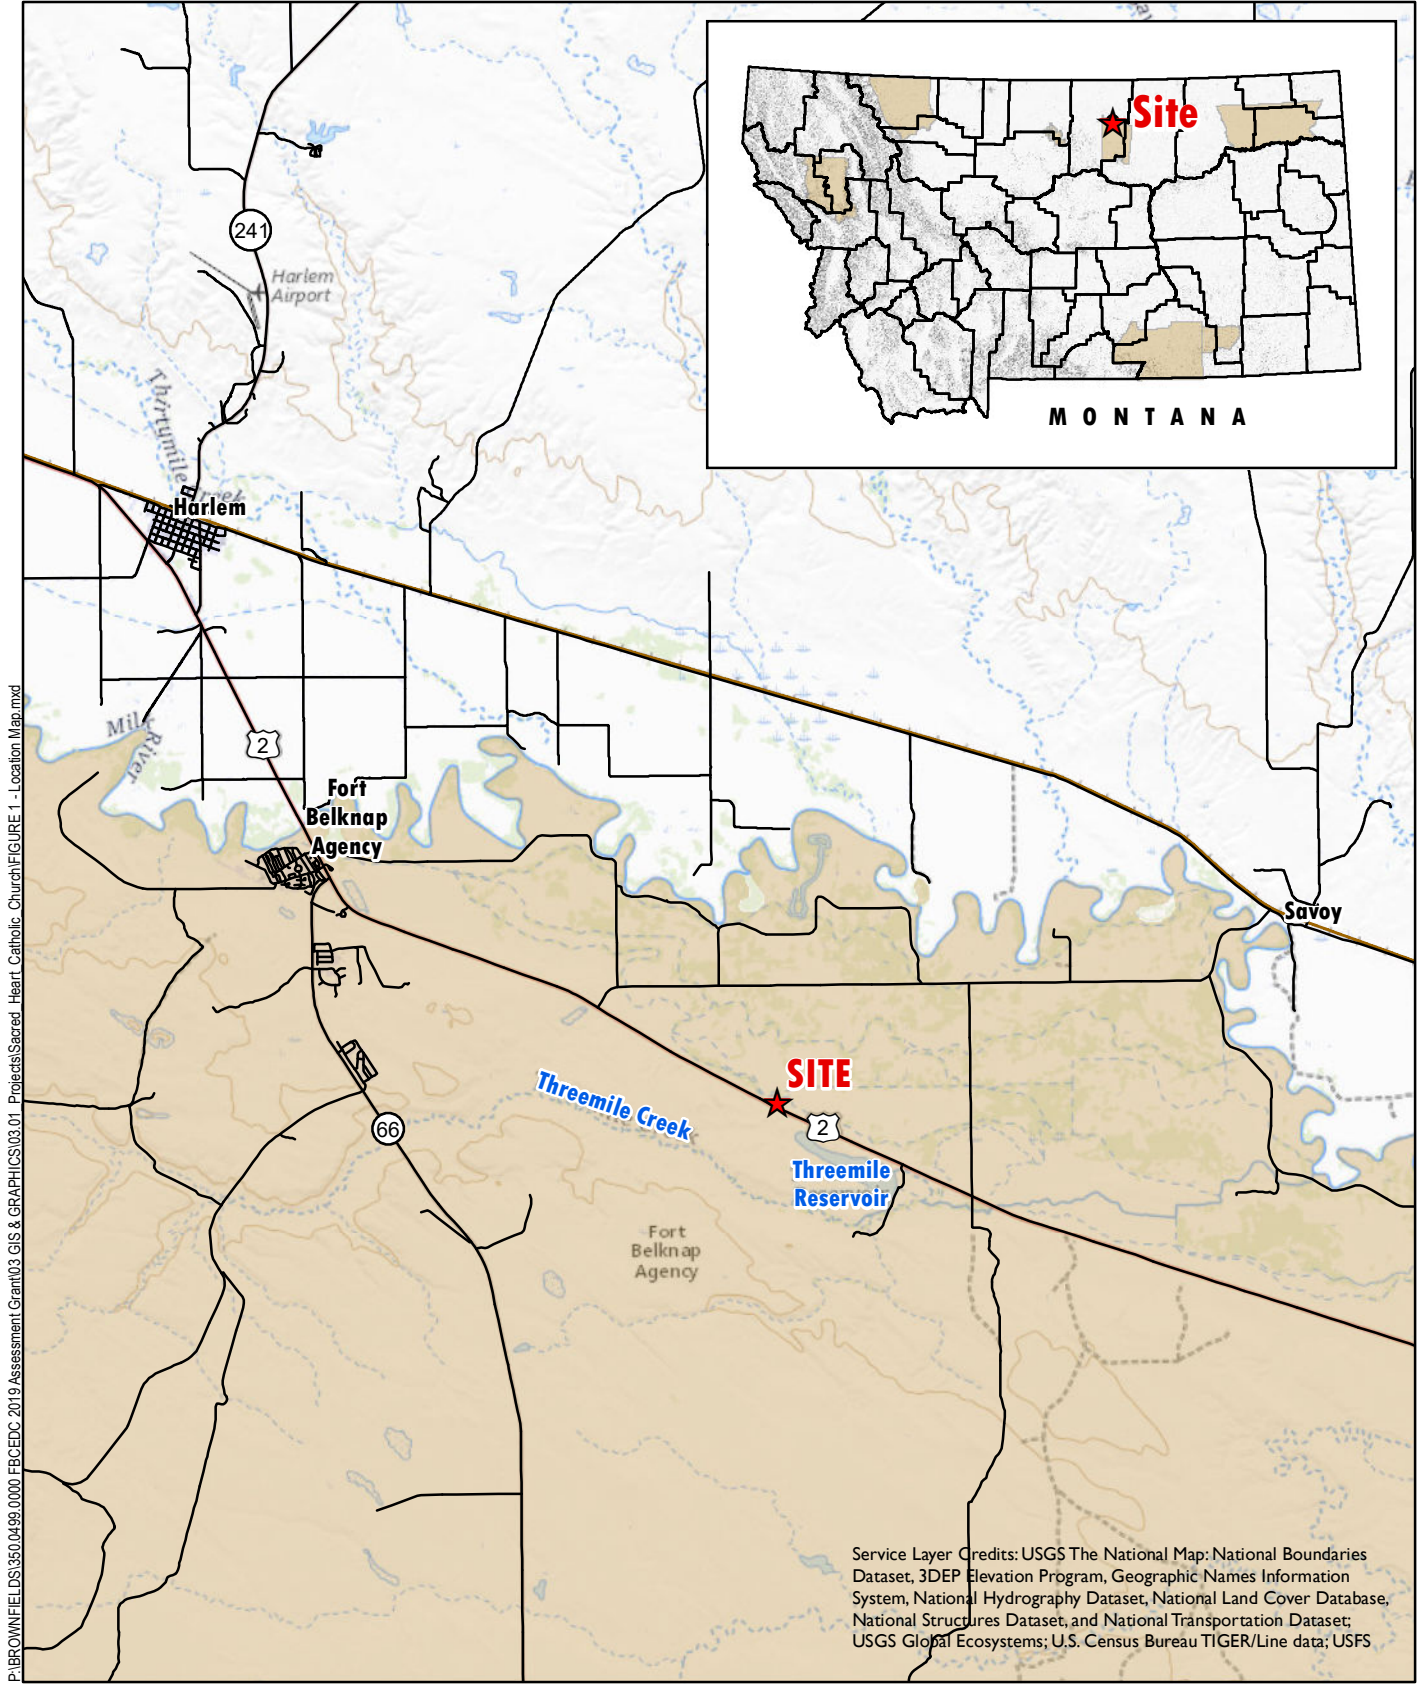 Site
MONTANA
241
Harlem
Airport
Thirtymile
Creek
Harlem
Milk
River
2
Fort
Belknap
Agency
Savoy
SITE
Threemile Creek
2
66
Threemile
Reservoir
Fort
Belknap
Agency
Service Layer Credits: USGS The National Map: National Boundaries
Dataset, 3DEP Elevation Program, Geographic Names Information
System, National Hydrography Dataset, National Land Cover Database,
National Structures Dataset, and National Transportation Dataset;
USGS Global Ecosystems; U.S. Census Bureau TIGER/Line data; USFS
P:\BROWNFIELDS\350.0499.0000 FBCEDC 2019 Assessment Grant\03 GIS & GRAPHICS\03.01_Projects\Sacred_Heart_Catholic_Church\FIGURE 1 - Location Map.mxd